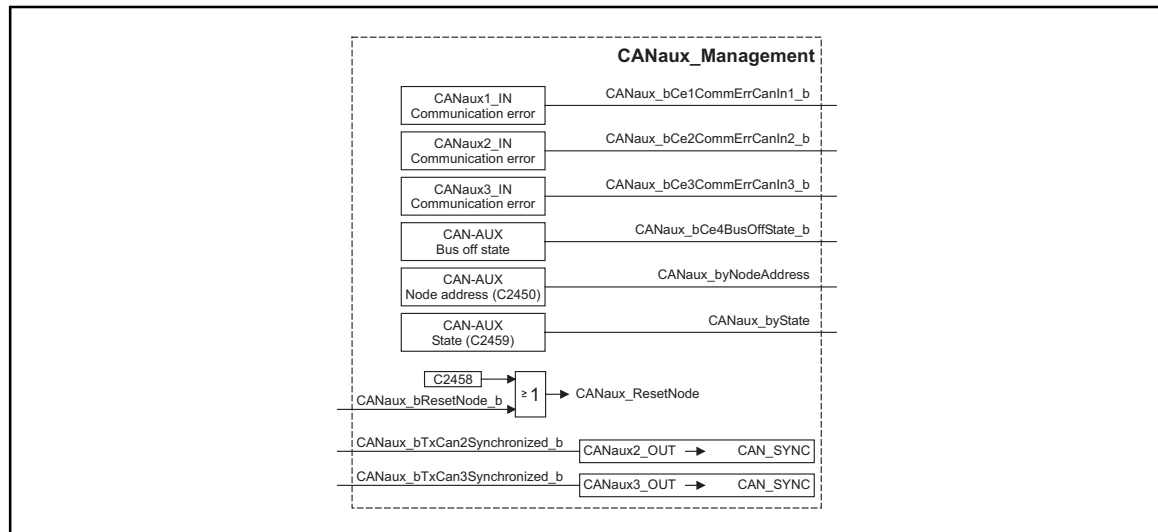 CANaux_Management
CANaux1_IN
Communication error
CANaux_bCe1CommErrCanIn1_b
CANaux2_IN
Communication error
CANaux_bCe2CommErrCanIn2_b
CANaux3_IN
Communication error
CANaux_bCe3CommErrCanIn3_b
CAN-AUX
Bus off state
CANaux_bCe4BusOffState_b
CAN-AUX
Node address (C2450)
CANaux_byNodeAddress
CAN-AUX
State (C2459)
CANaux_byState
C2458
CANaux_bResetNode_b
≥ 1
CANaux_ResetNode
CANaux_bTxCan2Synchronized_b
CANaux2_OUT → CAN_SYNC
CANaux_bTxCan3Synchronized_b
CANaux3_OUT → CAN_SYNC